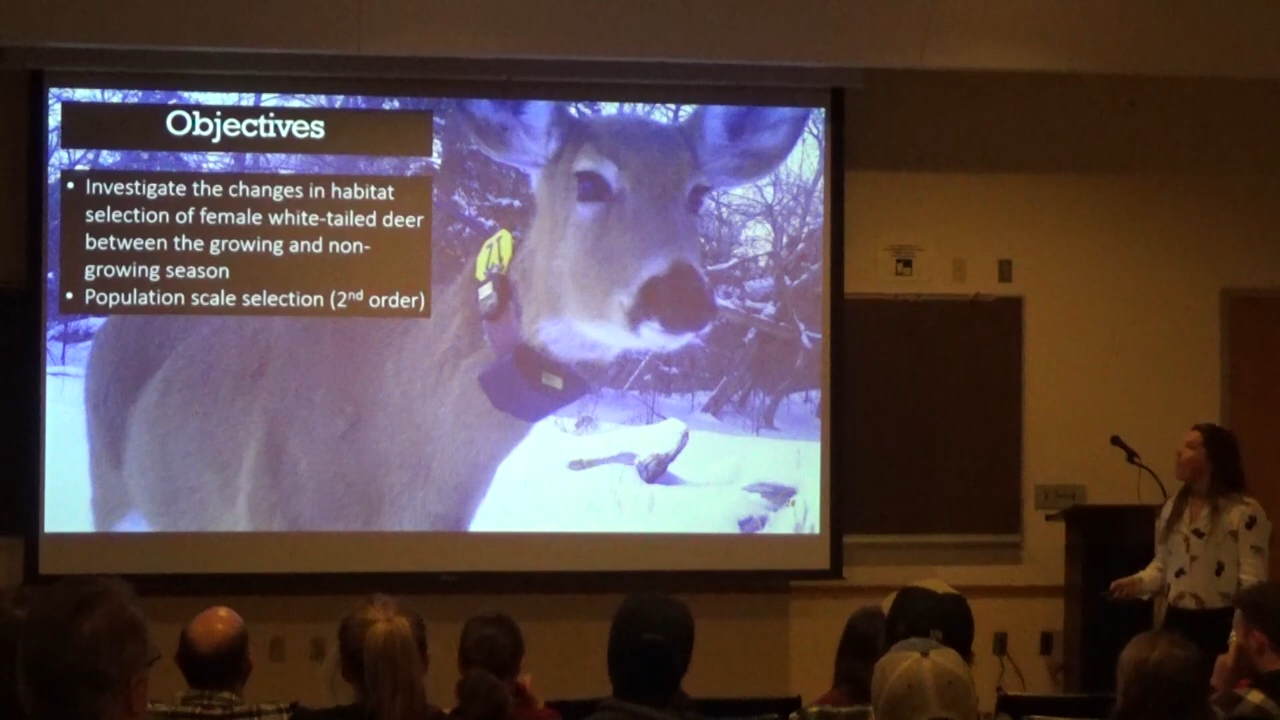 Objectives
• Investigate the changes in habitat
selection of female white-tailed deer
between the growing and non-
growing season
• Population scale selection (2nd order)